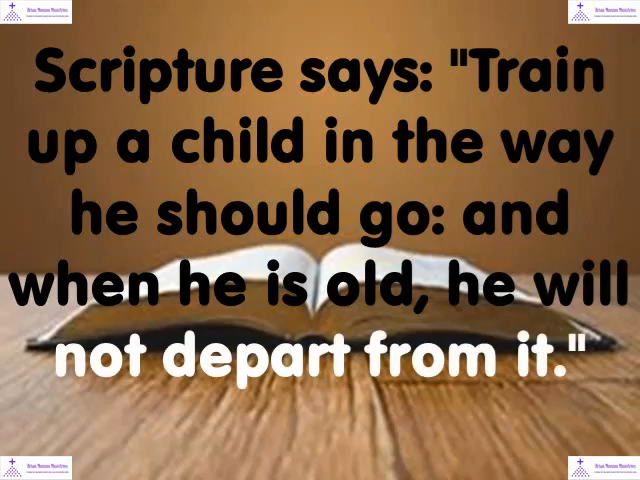 Scripture says: "Train
up a child in the way
he should go: and
when he is old, he will
not depart from it."